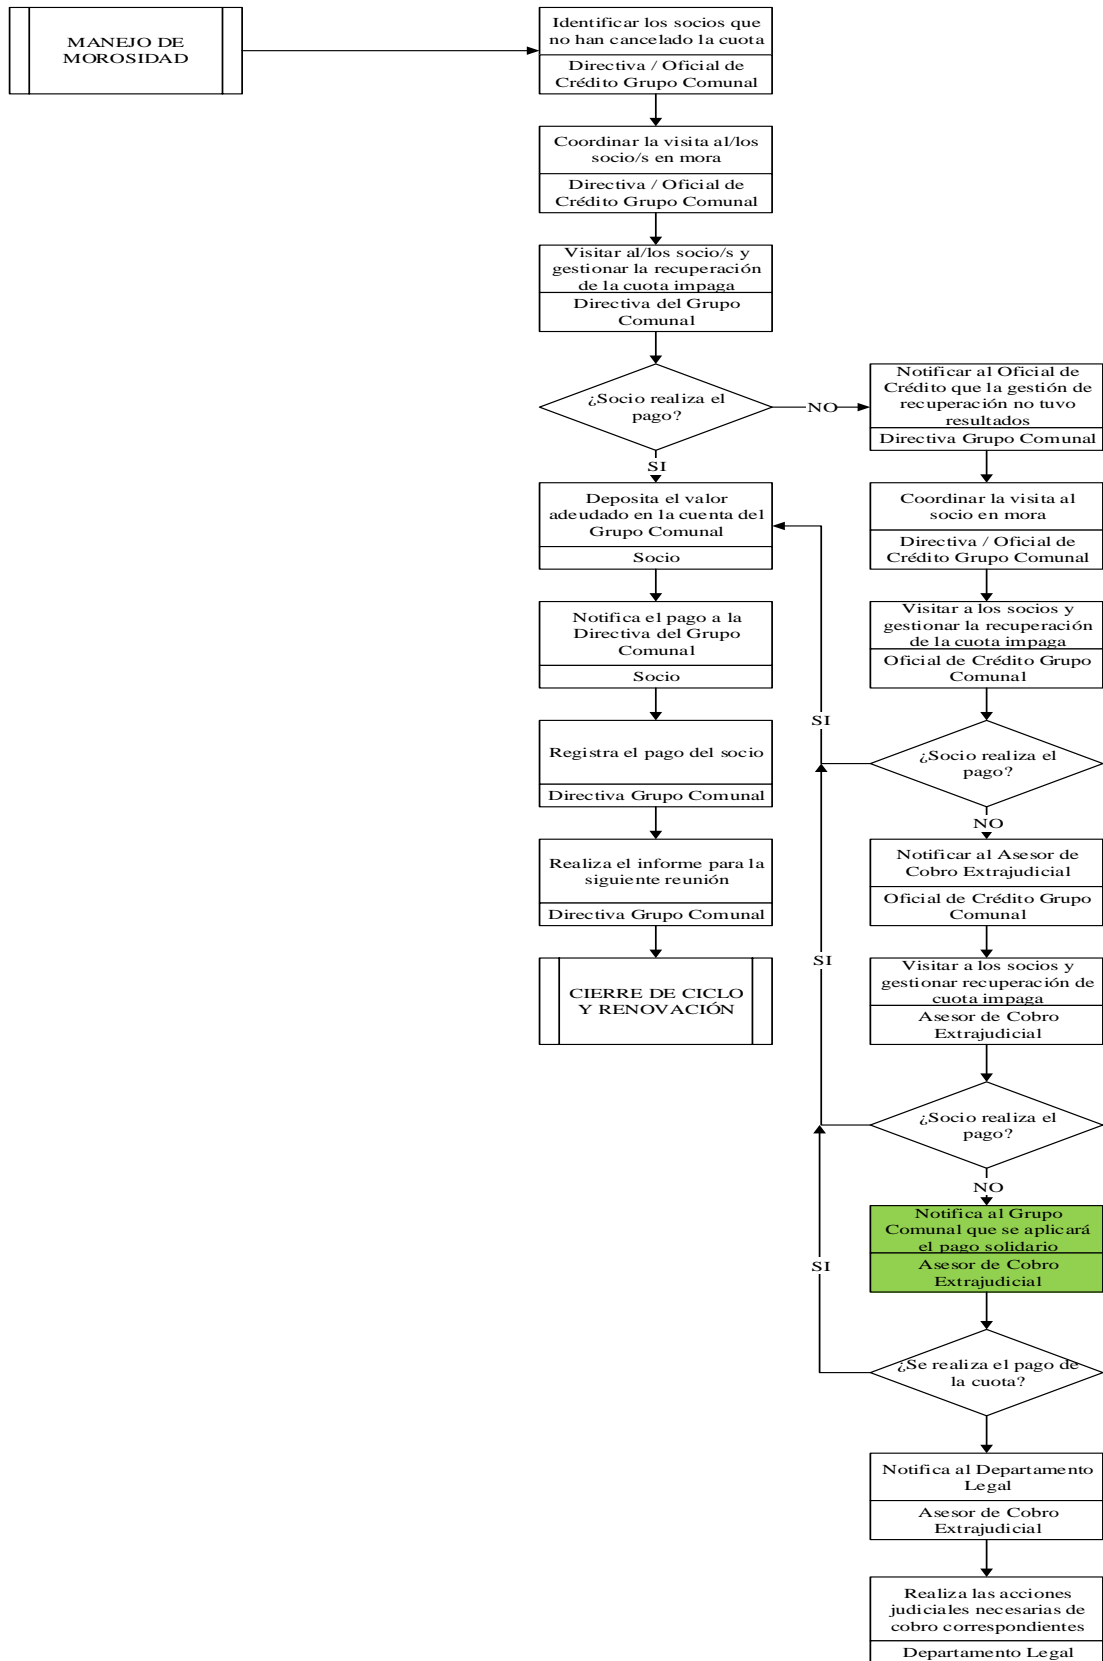 MANEJO DE
MOROSIDAD
Identificar los socios que
no han cancelado la cuota
Directiva / Oficial de
Crédito Grupo Comunal
Coordinar la visita al/los
socio/s en mora
Directiva / Oficial de
Crédito Grupo Comunal
Visitar al/los socio/s y
gestionar la recuperación
de la cuota impaga
Directiva del Grupo
Comunal
¿Socio realiza el
pago?
NO
SI
Notificar al Oficial de
Crédito que la gestión de
recuperación no tuvo
resultados
Directiva Grupo Comunal
Coordinar la visita al
socio en mora
Directiva / Oficial de
Crédito Grupo Comunal
Visitar a los socios y
gestionar la recuperación
de la cuota impaga
Oficial de Crédito Grupo
Comunal
¿Socio realiza el
pago?
SI
NO
Deposita el valor
adeudado en la cuenta del
Grupo Comunal
Socio
Notifica el pago a la
Directiva del Grupo
Comunal
Socio
Registra el pago del socio
Directiva Grupo Comunal
Realiza el informe para la
siguiente reunión
Directiva Grupo Comunal
CIERRE DE CICLO
Y RENOVACIÓN
Notificar al Asesor de
Cobro Extrajudicial
Oficial de Crédito Grupo
Comunal
Visitar a los socios y
gestionar recuperación de
cuota impaga
Asesor de Cobro
Extrajudicial
¿Socio realiza el
pago?
SI
NO
Notifica al Grupo
Comunal que se aplicará
el pago solidario
Asesor de Cobro
Extrajudicial
¿Se realiza el pago de
la cuota?
SI
Notifica al Departamento
Legal
Asesor de Cobro
Extrajudicial
Realiza las acciones
judiciales necesarias de
cobro correspondientes
Departamento Legal